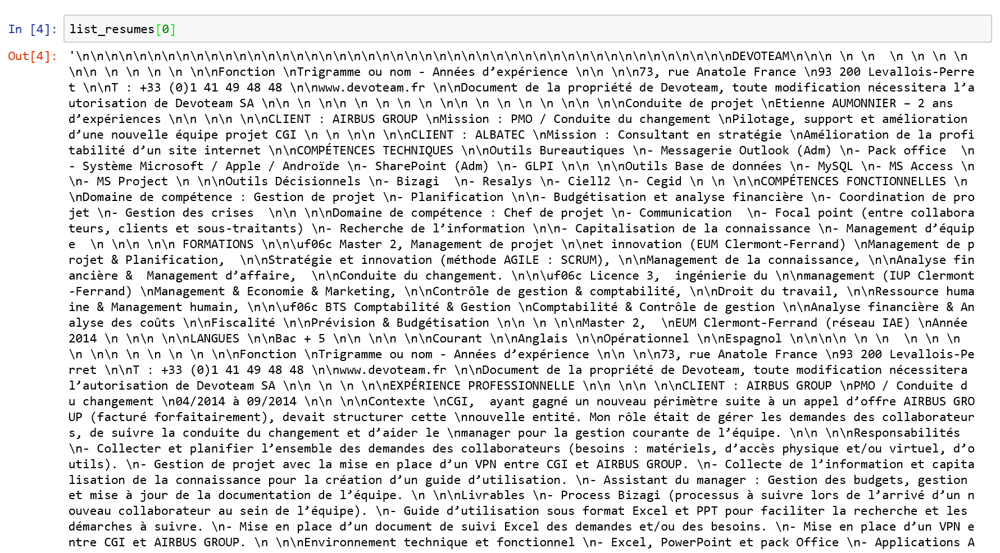 In [4]: list_resumes[0]
Out[4]: '\n\n\n\n\n\n\n\n\n\n\n\n\n\n\n\n\n\n\n\n\n\n\n\n\n\n\n\n\n\n\n\n\n\n\n\n\n\n\n\n\n\n\n\n\n\nDEVOTEAM\n\n\n \n \n  \n \n \n \n
\n\n \n \n \n \n \n\nFonction \nTrigramme ou nom - Années d’expérience \n\n \n\n73, rue Anatole France \n93 200 Levallois-Perre
t \n\nT : +33 (0)1 41 49 48 48 \n\nwww.devoteam.fr \n\nDocument de la propriété de Devoteam, toute modification nécessitera l’a
utorisation de Devoteam SA \n\n \n \n\n \n \n \n \n \n\n \n \n \n \n \n\n \n \n\nConduite de projet \nEtienne AUMONNIER – 2 ans
d’expériences \n\n \n\n \n\nCLIENT : AIRBUS GROUP \nMission : PMO / Conduite du changement \nPilotage, support et amélioration
d’une nouvelle équipe projet CGI \n \n \n\n \n\nCLIENT : ALBATEC \nMission : Consultant en stratégie \nAmélioration de la profi
tabilité d’un site internet \n\nCOMPÉTENCES TECHNIQUES \n\nOutils Bureautiques \n- Messagerie Outlook (Adm) \n- Pack office  \n
- Système Microsoft / Apple / Androïde \n- SharePoint (Adm) \n- GLPI \n\n \n\nOutils Base de données \n- MySQL \n- MS Access \n
\n- MS Project \n \n\nOutils Décisionnels \n- Bizagi  \n- Resalys \n- Ciell2 \n- Cegid \n \n \n\nCOMPÉTENCES FONCTIONNELLES \n
\nDomaine de compétence : Gestion de projet \n- Planification \n\n- Budgétisation et analyse financière \n- Coordination de pro
jet \n- Gestion des crises  \n\n \n\nDomaine de compétence : Chef de projet \n- Communication  \n- Focal point (entre collabora
teurs, clients et sous-traitants) \n- Recherche de l’information \n\n- Capitalisation de la connaissance \n- Management d’équip
e  \n \n\n \n\n FORMATIONS \n\n\uf06c Master 2, Management de projet \n\net innovation (EUM Clermont-Ferrand) \nManagement de p
rojet & Planification,  \n\nStratégie et innovation (méthode AGILE : SCRUM), \n\nManagement de la connaissance, \n\nAnalyse fin
ancière &  Management d’affaire,  \n\nConduite du changement. \n\n\uf06c Licence 3,  ingénierie du \n\nmanagement (IUP Clermont
-Ferrand) \nManagement & Economie & Marketing, \n\nContrôle de gestion & comptabilité, \n\nDroit du travail, \n\nRessource huma
ine & Management humain, \n\n\uf06c BTS Comptabilité & Gestion \nComptabilité & Contrôle de gestion \n\nAnalyse financière & An
alyse des coûts \n\nFiscalité \n\nPrévision & Budgétisation \n\n \n \n\nMaster 2,  \nEUM Clermont-Ferrand (réseau IAE) \nAnnée
2014 \n \n\n \n\nLANGUES \n\nBac + 5 \n\n \n\n \n\nCourant \n\nAnglais \n\nOpérationnel \n\nEspagnol \n\n\n\n \n \n  \n \n \n
\n \n\n \n \n \n \n \n\nFonction \nTrigramme ou nom - Années d’expérience \n\n \n\n73, rue Anatole France \n93 200 Levallois-Pe
rret \n\nT : +33 (0)1 41 49 48 48 \n\nwww.devoteam.fr \n\nDocument de la propriété de Devoteam, toute modification nécessitera
l’autorisation de Devoteam SA \n\n \n \n \n\nEXPÉRIENCE PROFESSIONNELLE \n\n \n\n \n\nCLIENT : AIRBUS GROUP \nPMO / Conduite d
u changement \n04/2014 à 09/2014 \n\n \n\nContexte \nCGI,  ayant gagné un nouveau périmètre suite à un appel d’offre AIRBUS GRO
UP (facturé forfaitairement), devait structurer cette \nnouvelle entité. Mon rôle était de gérer les demandes des collaborateur
s, de suivre la conduite du changement et d’aider le \nmanager pour la gestion courante de l’équipe. \n\n \n\nResponsabilités
\n- Collecter et planifier l’ensemble des demandes des collaborateurs (besoins : matériels, d’accès physique et/ou virtuel, d’o
utils). \n- Gestion de projet avec la mise en place d’un VPN entre CGI et AIRBUS GROUP. \n- Collecte de l’information et capita
lisation de la connaissance pour la création d’un guide d’utilisation. \n- Assistant du manager : Gestion des budgets, gestion
et mise à jour de la documentation de l’équipe. \n \n\nLivrables \n- Process Bizagi (processus à suivre lors de l’arrivé d’un n
ouveau collaborateur au sein de l’équipe). \n- Guide d’utilisation sous format Excel et PPT pour faciliter la recherche et les
démarches à suivre. \n- Mise en place d’un document de suivi Excel des demandes et/ou des besoins. \n- Mise en place d’un VPN e
ntre CGI et AIRBUS GROUP. \n \n\nEnvironnement technique et fonctionnel \n- Excel, PowerPoint et pack Office \n- Applications A